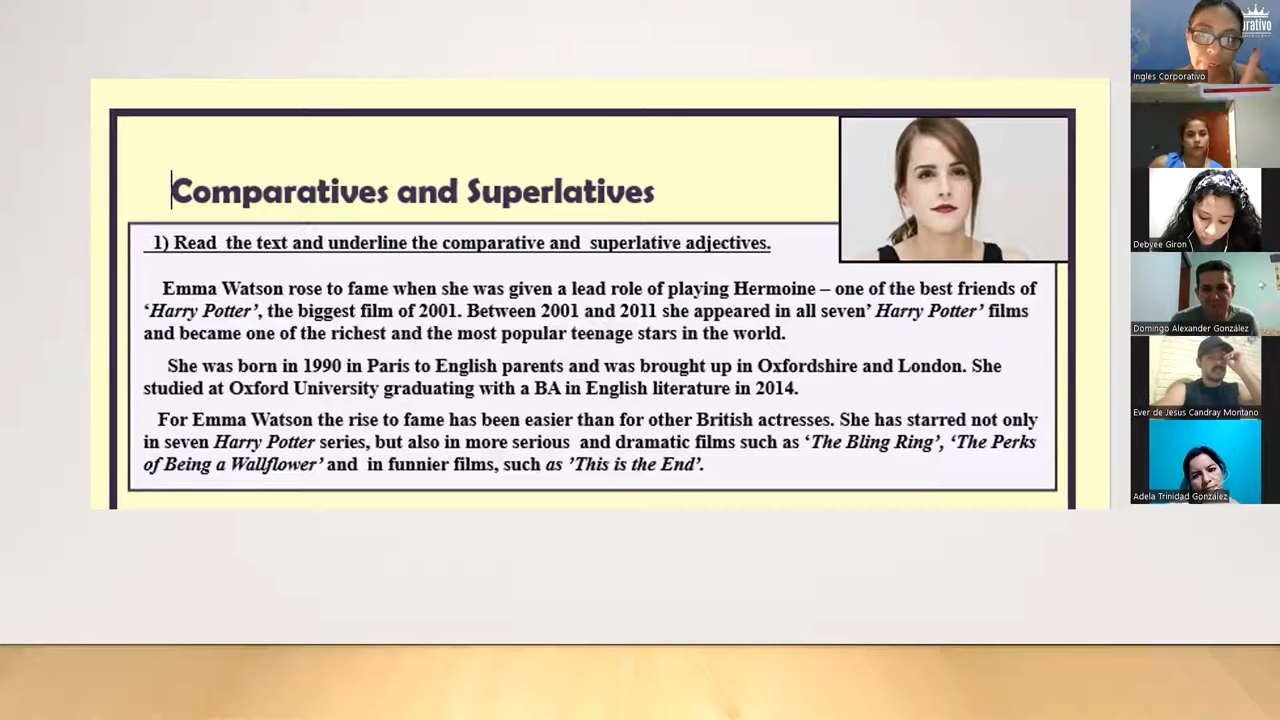 Comparatives and Superlatives
1) Read the text and underline the comparative and superlative adjectives.
Emma Watson rose to fame when she was given a lead role of playing Hermoine – one of the best friends of
‘Harry Potter’, the biggest film of 2001. Between 2001 and 2011 she appeared in all seven’ Harry Potter’ films
and became one of the richest and the most popular teenage stars in the world.
She was born in 1990 in Paris to English parents and was brought up in Oxfordshire and London. She
studied at Oxford University graduating with a BA in English literature in 2014.
For Emma Watson the rise to fame has been easier than for other British actresses. She has starred not only
in seven Harry Potter series, but also in more serious and dramatic films such as ‘The Bling Ring’, ‘The Perks
of Being a Wallflower’ and in funnier films, such as ’This is the End’.
Ingles Corporativo
Debyee Giron
Domingo Alexander González
Ever de Jesus Candray Montano
Adela Trinidad González